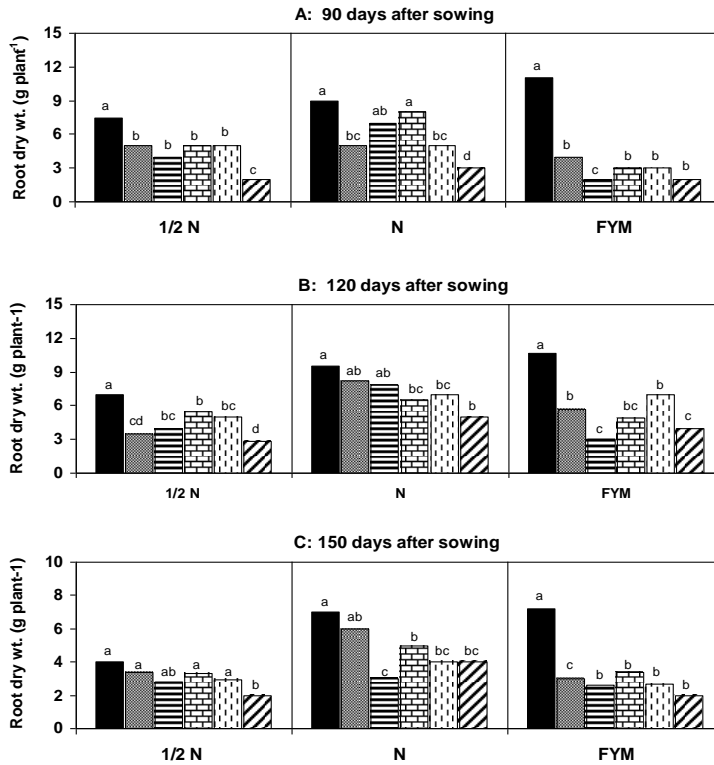 A: 90 days after sowing
Root dry wt. (g plant-1)
15
12
9
6
3
0
a b b b b c
a bc ab a bc d
a b c b b b
1/2 N N FYM
B: 120 days after sowing
Root dry wt. (g plant-1)
15
12
9
6
3
0
a cd bc b bc d
a ab ab bc bc b
a b c bc b c
1/2 N N FYM
C: 150 days after sowing
Root dry wt. (g plant-1)
10
8
6
4
2
0
a a ab a a b
a ab c b bc bc
a c b b b b
1/2 N N FYM